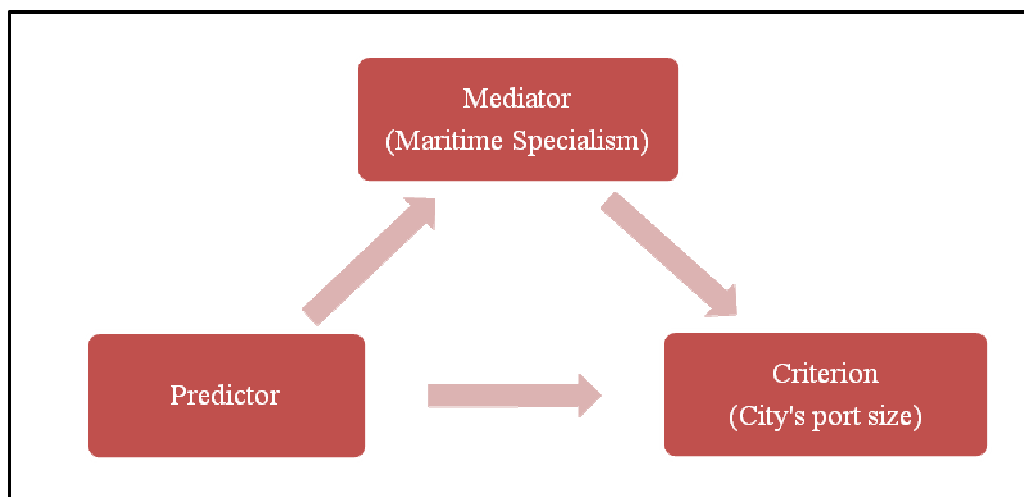 Mediator
(Maritime Specialism)
Predictor
Criterion
(City's port size)